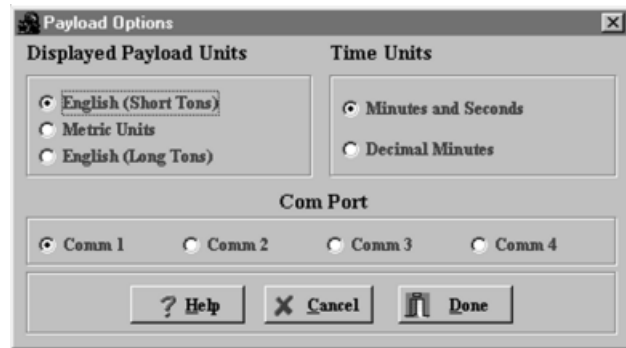 Payload Options
Displayed Payload Units
Time Units
English (Short Tons)
Metric Units
English (Long Tons)
Minutes and Seconds
Decimal Minutes
Com Port
Comm 1 Comm 2 Comm 3 Comm 4
? Help Cancel Done